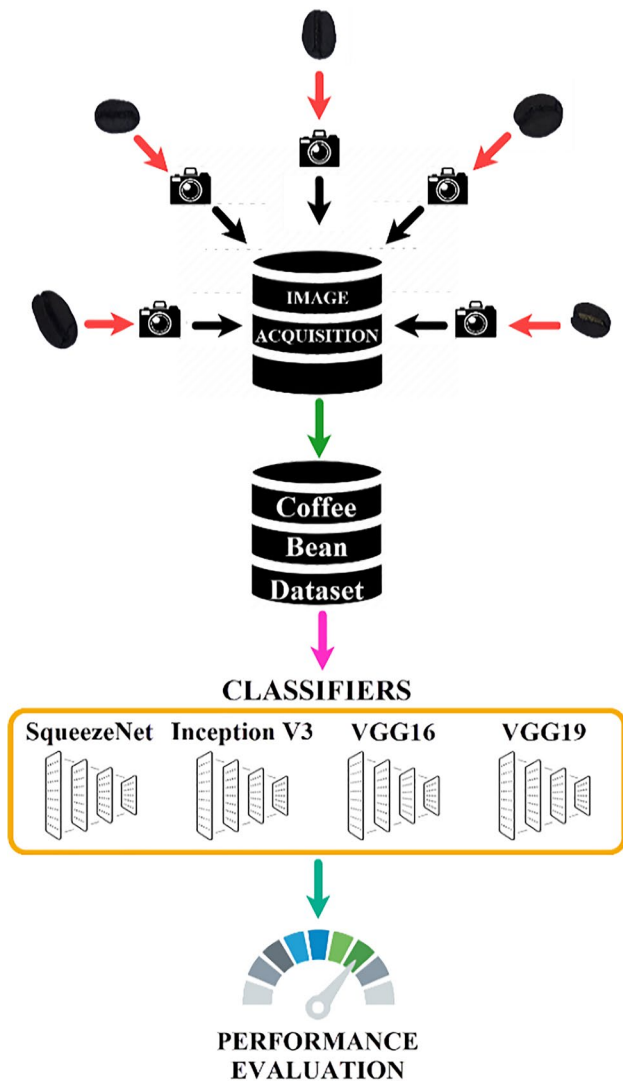 IMAGE
ACQUISITION
Coffee
Bean
Dataset
CLASSIFIERS
SqueezeNet Inception V3 VGG16 VGG19
PERFORMANCE
EVALUATION